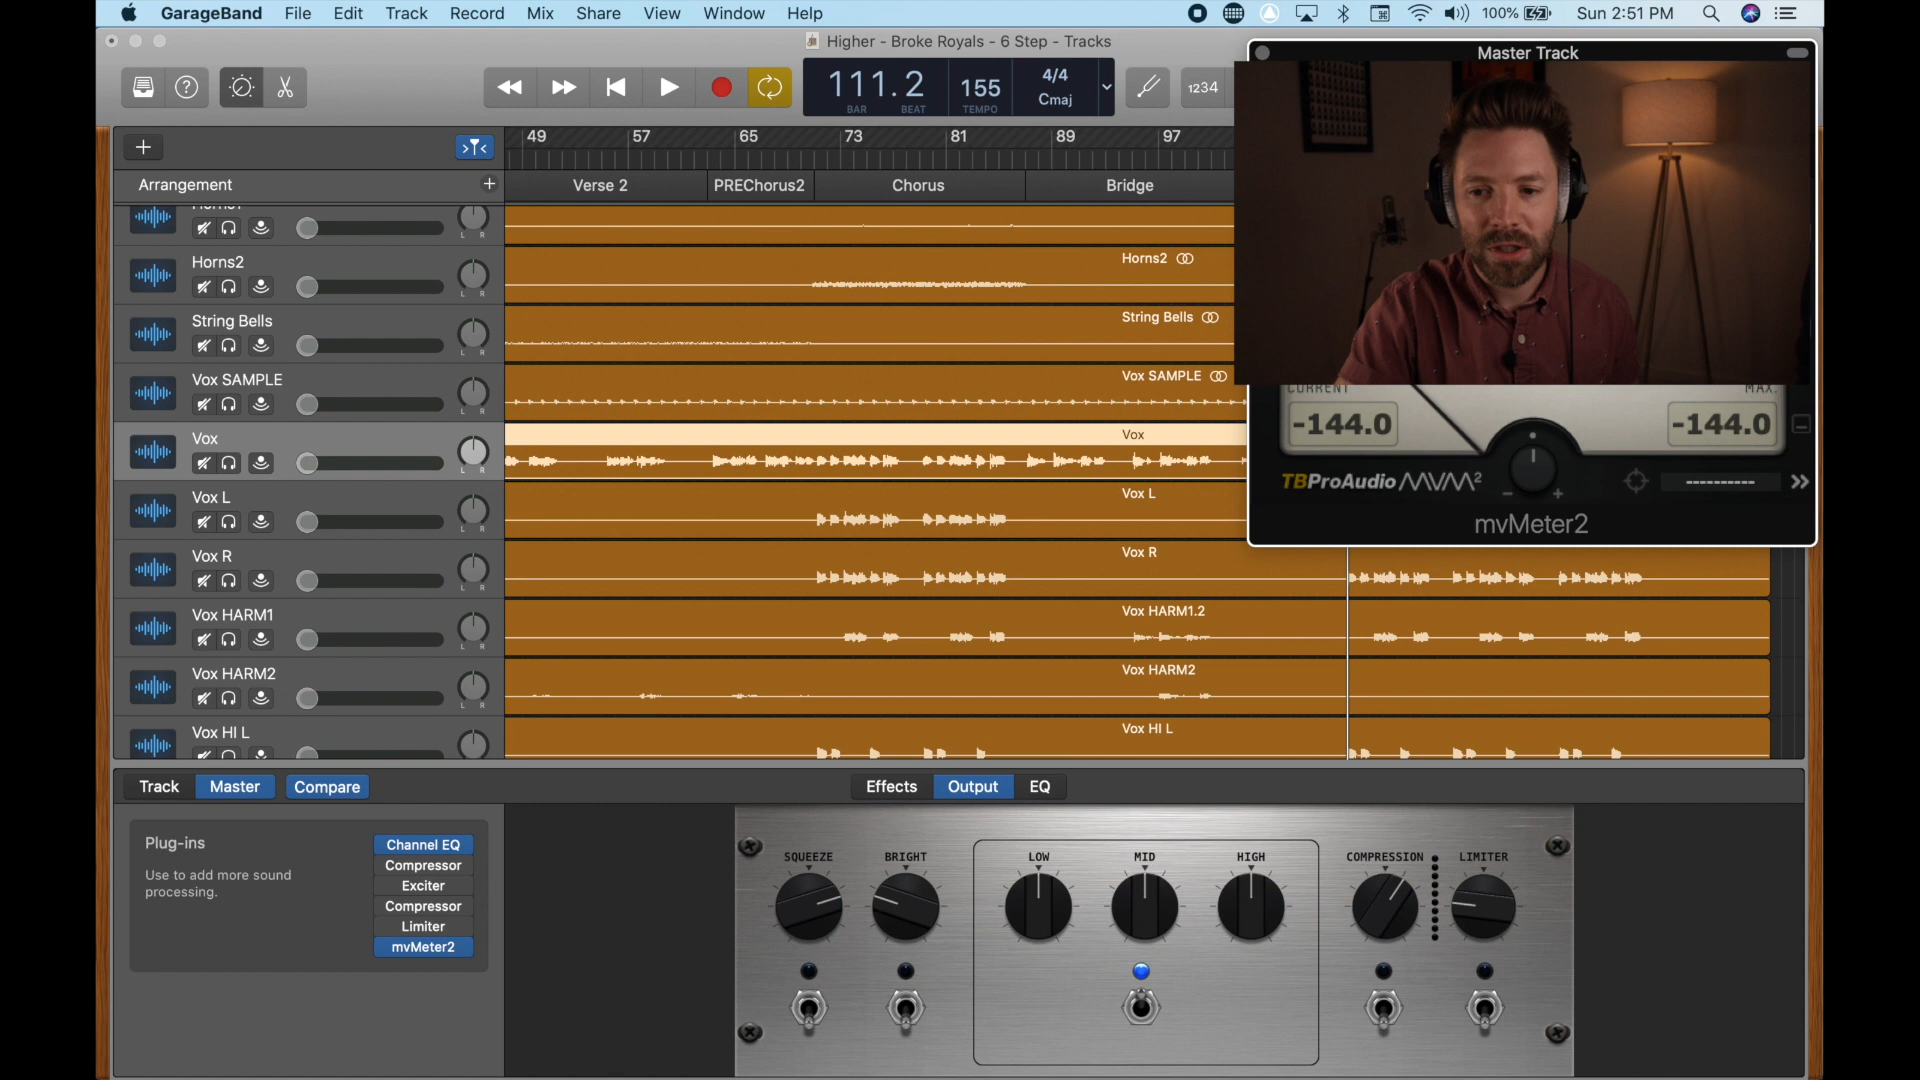 GarageBand File Edit Track Record Mix Share View Window Help 100% Sun 2:51 PM
Higher - Broke Royals - 6 Step - Tracks
Master Track
111.2 155 4/4 Cmaj 1234
BAR BEAT TEMPO
49 57 65 73 81 89 97
Arrangement Verse 2 PREChorus2 Chorus Bridge
L R
Horns2 Horns2
L R
String Bells String Bells
L R
Vox SAMPLE Vox SAMPLE
L R
CURRENT MAX.
-144.0 -144.0
Vox Vox
L R
TBProAudio
----------
mvMeter2
Vox L Vox L
L R
Vox R Vox R
L R
Vox HARM1 Vox HARM1.2
L R
Vox HARM2 Vox HARM2
L R
Vox HI L Vox HI L
Track Master Compare Effects Output EQ
Plug-ins
Use to add more sound
processing.
Channel EQ
Compressor
Exciter
Compressor
Limiter
mvMeter2
SQUEEZE BRIGHT LOW MID HIGH COMPRESSION LIMITER